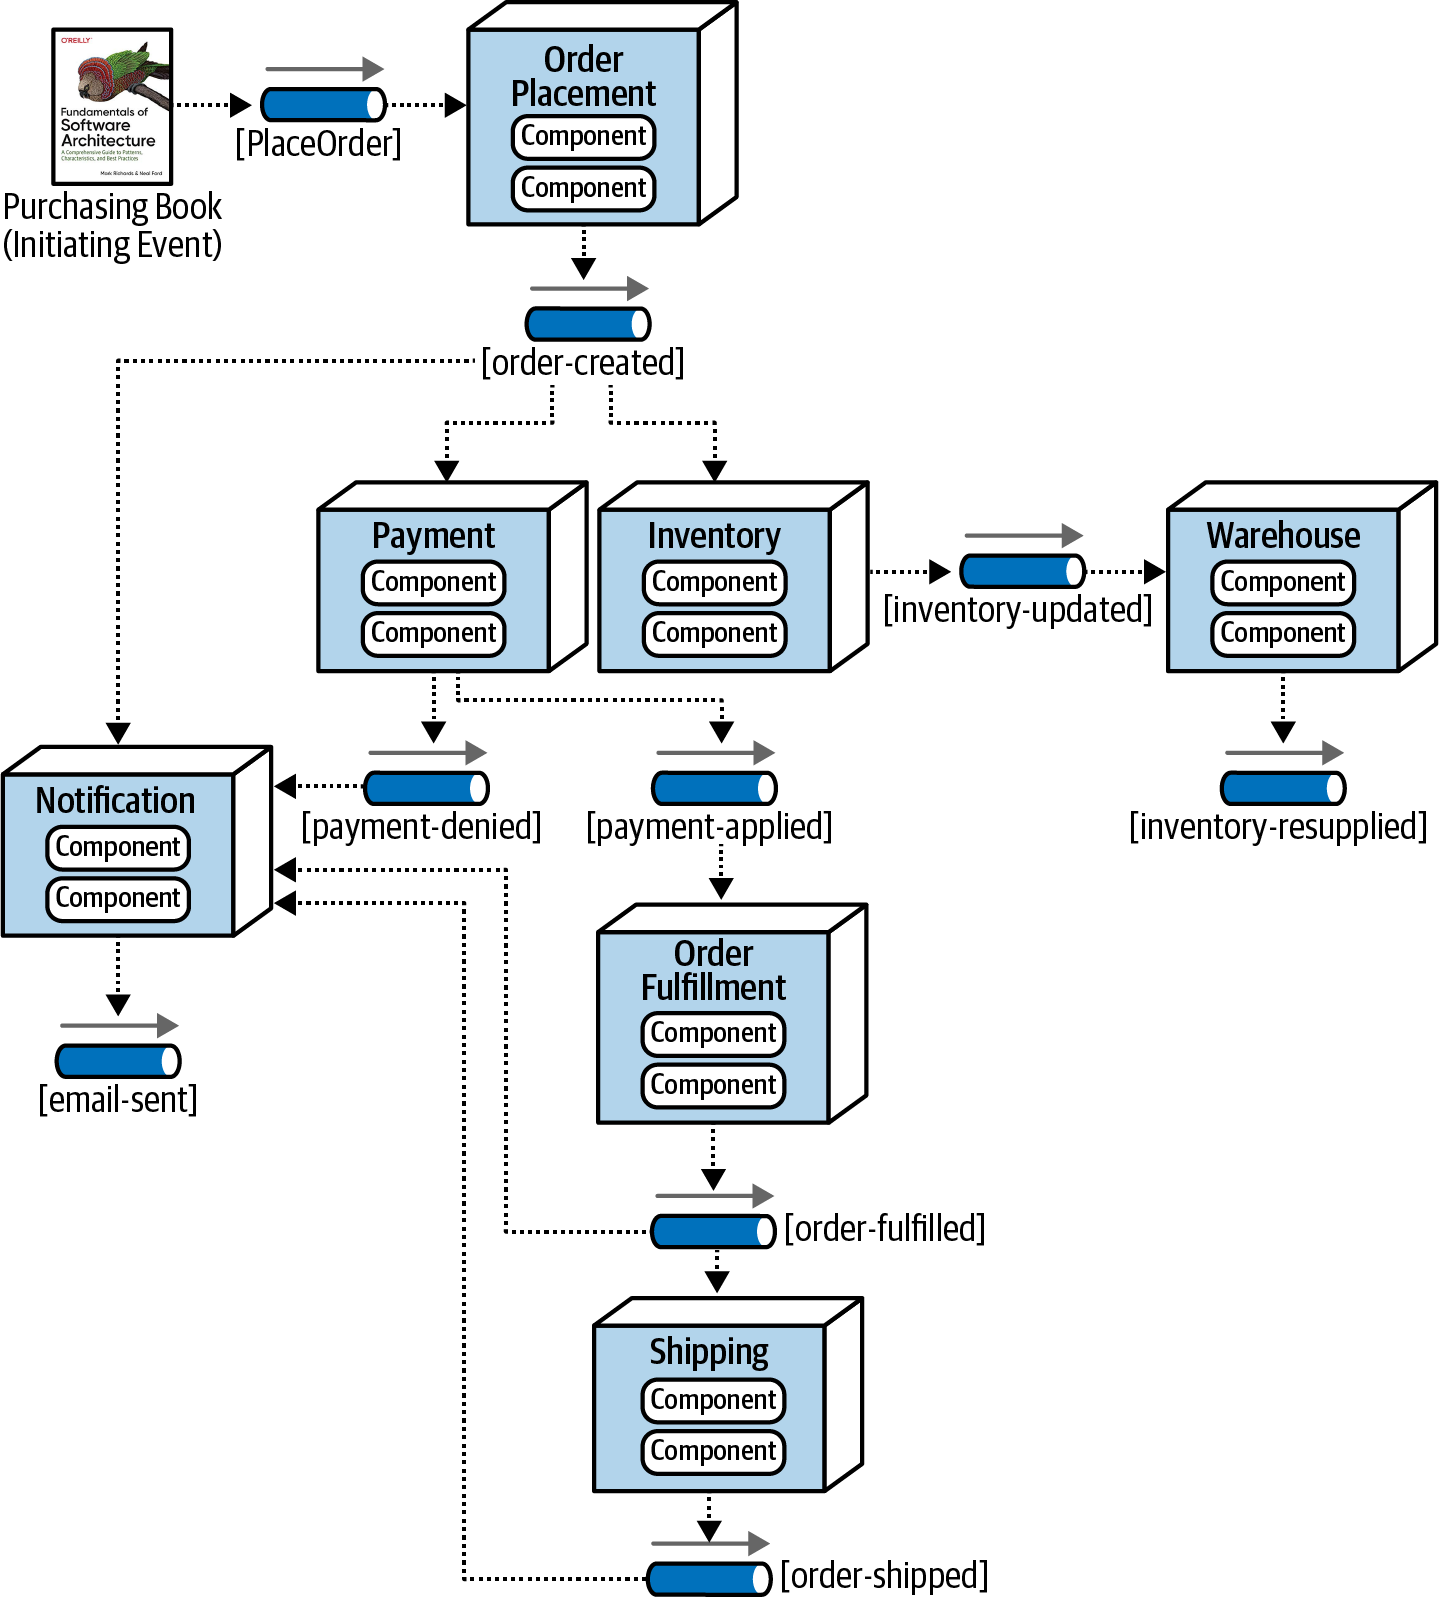 O'REILLY
Fundamentals of
Software
Architecture
A Comprehensive Guide to Patterns,
Characteristics, and Best Practices
Mark Richards & Neal Ford
Purchasing Book
(Initiating Event)
[PlaceOrder]
Order
Placement
Component
Component
[order-created]
Payment
Component
Component
Inventory
Component
Component
[inventory-updated]
Warehouse
Component
Component
Notification
Component
Component
[payment-denied]
[payment-applied]
[inventory-resupplied]
Order
Fulfillment
Component
Component
[email-sent]
[order-fulfilled]
Shipping
Component
Component
[order-shipped]